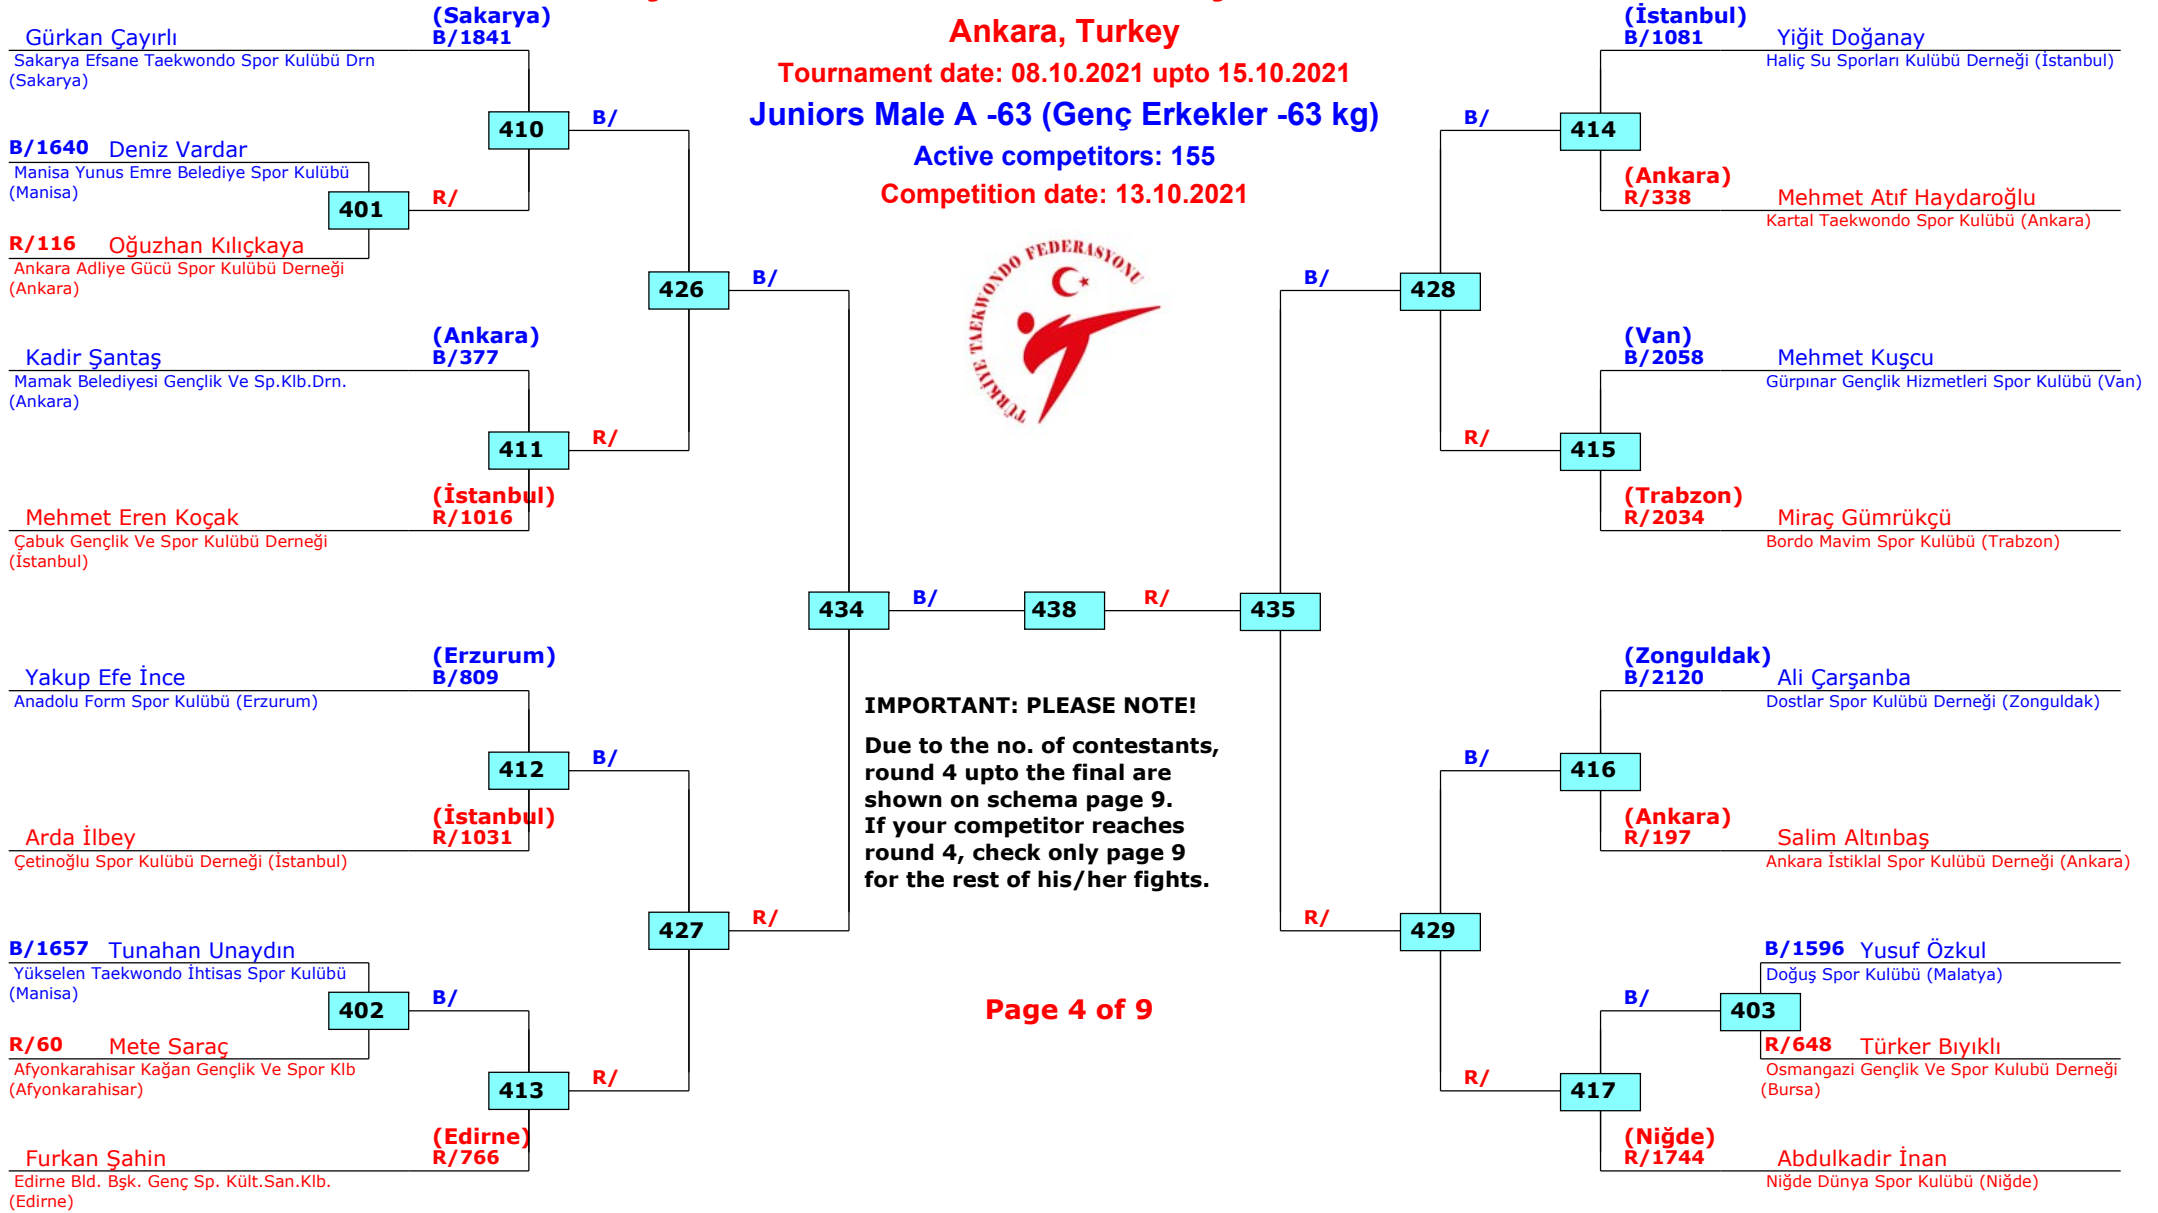 Ankara, Turkey
Tournament date: 08.10.2021 upto 15.10.2021
Juniors Male A -63 (Genç Erkekler -63 kg)
Active competitors: 155
Competition date: 13.10.2021
TÜRKİYE TAEKWONDO FEDERASYONU
(Sakarya)
Gürkan Çayırlı B/1841
Sakarya Efsane Taekwondo Spor Kulübü Drn
(Sakarya)
410
B/
B/1640 Deniz Vardar
Manisa Yunus Emre Belediye Spor Kulübü
(Manisa)
401
R/
R/116 Oğuzhan Kılıçkaya
Ankara Adliye Gücü Spor Kulübü Derneği
(Ankara)
426
B/
(Ankara)
Kadir Şantaş B/377
Mamak Belediyesi Gençlik Ve Sp.Klb.Drn.
(Ankara)
411
R/
(İstanbul)
Mehmet Eren Koçak R/1016
Çabuk Gençlik Ve Spor Kulübü Derneği
(İstanbul)
434
B/
438
R/
435
(Erzurum)
Yakup Efe İnce B/809
Anadolu Form Spor Kulübü (Erzurum)
412
B/
(İstanbul)
Arda İlbey R/1031
Çetinoğlu Spor Kulübü Derneği (İstanbul)
427
R/
B/1657 Tunahan Unaydın
Yükselen Taekwondo İhtisas Spor Kulübü
(Manisa)
402
B/
R/60 Mete Saraç
Afyonkarahisar Kağan Gençlik Ve Spor Klb
(Afyonkarahisar)
413
R/
(Edirne)
Furkan Şahin R/766
Edirne Bld. Bşk. Genç Sp. Kült.San.Klb.
(Edirne)
IMPORTANT: PLEASE NOTE!
Due to the no. of contestants,
round 4 upto the final are
shown on schema page 9.
If your competitor reaches
round 4, check only page 9
for the rest of his/her fights.
Page 4 of 9
(İstanbul)
B/1081 Yiğit Doğanay
Haliç Su Sporları Kulübü Derneği (İstanbul)
B/
414
(Ankara)
R/338 Mehmet Atıf Haydaroğlu
Kartal Taekwondo Spor Kulübü (Ankara)
B/
428
(Van)
B/2058 Mehmet Kuşcu
Gürpınar Gençlik Hizmetleri Spor Kulübü (Van)
R/
415
(Trabzon)
R/2034 Miraç Gümrükçü
Bordo Mavim Spor Kulübü (Trabzon)
(Zonguldak)
B/2120 Ali Çarşanba
Dostlar Spor Kulübü Derneği (Zonguldak)
B/
416
(Ankara)
R/197 Salim Altınbaş
Ankara İstiklal Spor Kulübü Derneği (Ankara)
R/
429
B/1596 Yusuf Özkul
Doğuş Spor Kulübü (Malatya)
B/
403
R/648 Türker Bıyıklı
Osmangazi Gençlik Ve Spor Kulubü Derneği
(Bursa)
R/
417
(Niğde)
R/1744 Abdulkadir İnan
Niğde Dünya Spor Kulübü (Niğde)